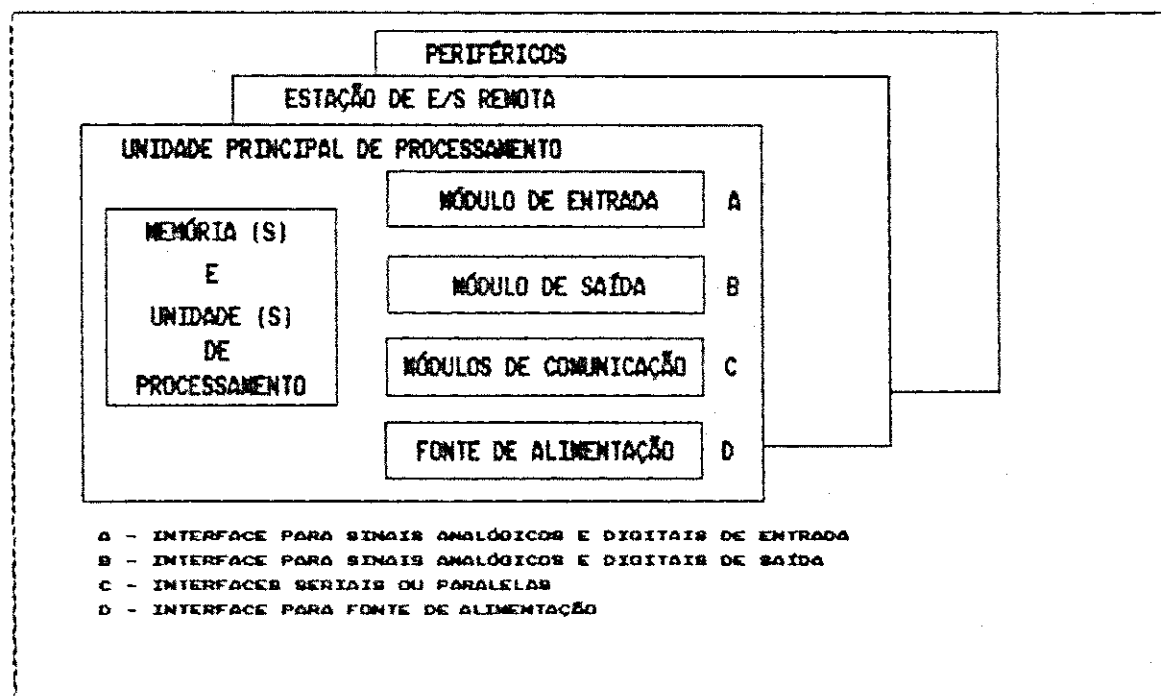 PERIFÉRICOS
ESTAÇÃO DE E/S REMOTA
UNIDADE PRINCIPAL DE PROCESSAMENTO
MEMÓRIA (S)
E
UNIDADE (S)
DE
PROCESSAMENTO
MÓDULO DE ENTRADA A
MÓDULO DE SAÍDA B
MÓDULOS DE COMUNICAÇÃO C
FONTE DE ALIMENTAÇÃO D
A - INTERFACE PARA SINAIS ANALÓGICOS E DIGITAIS DE ENTRADA
B - INTERFACE PARA SINAIS ANALÓGICOS E DIGITAIS DE SAÍDA
C - INTERFACES SERIAIS OU PARALELAS
D - INTERFACE PARA FONTE DE ALIMENTAÇÃO